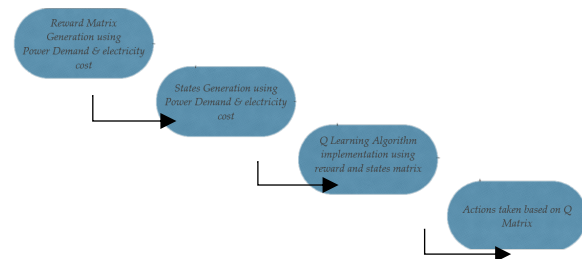 Reward Matrix
Generation using
Power Demand & electricity
cost
States Generation using
Power Demand & electricity
cost
Q Learning Algorithm
implementation using
reward and states matrix
Actions taken based on Q
Matrix